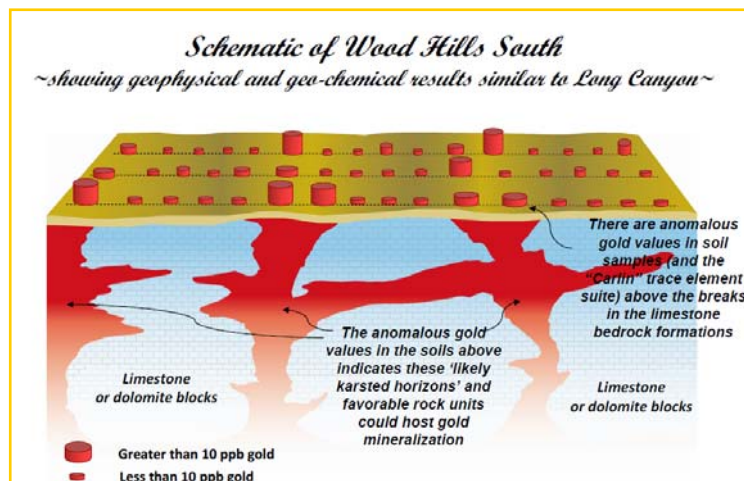 Schematic of Wood Hills South
~showing geophysical and geo-chemical results similar to Long Canyon~
There are anomalous
gold values in soil
samples (and the
"Carlin" trace element
suite) above the breaks
in the limestone
bedrock formations
The anomalous gold
values in the soils above
indicates these 'likely
karsted horizons' and
favorable rock units
could host gold
mineralization
Limestone
or dolomite blocks
Limestone
or dolomite blocks
Greater than 10 ppb gold
Less than 10 ppb gold